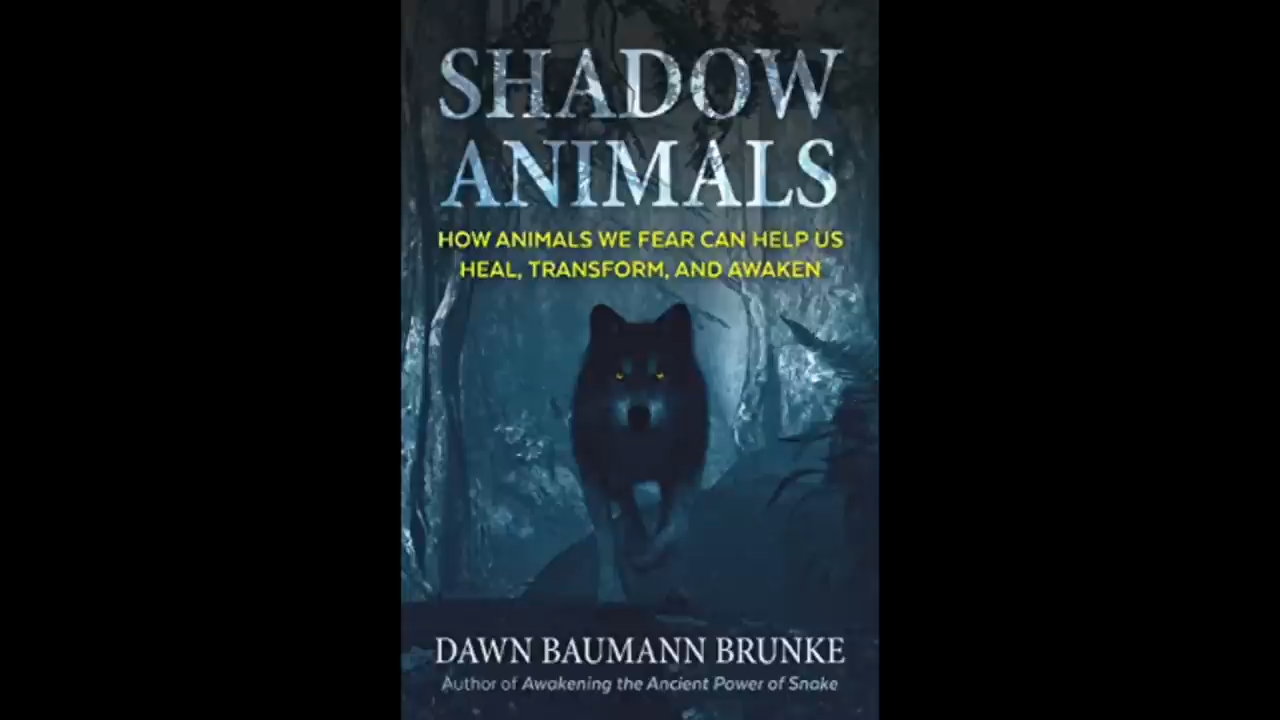 SHADOW
ANIMALS
HOW ANIMALS WE FEAR CAN HELP US
HEAL, TRANSFORM, AND AWAKEN
DAWN BAUMANN BRUNKE
Author of Awakening the Ancient Power of Snake